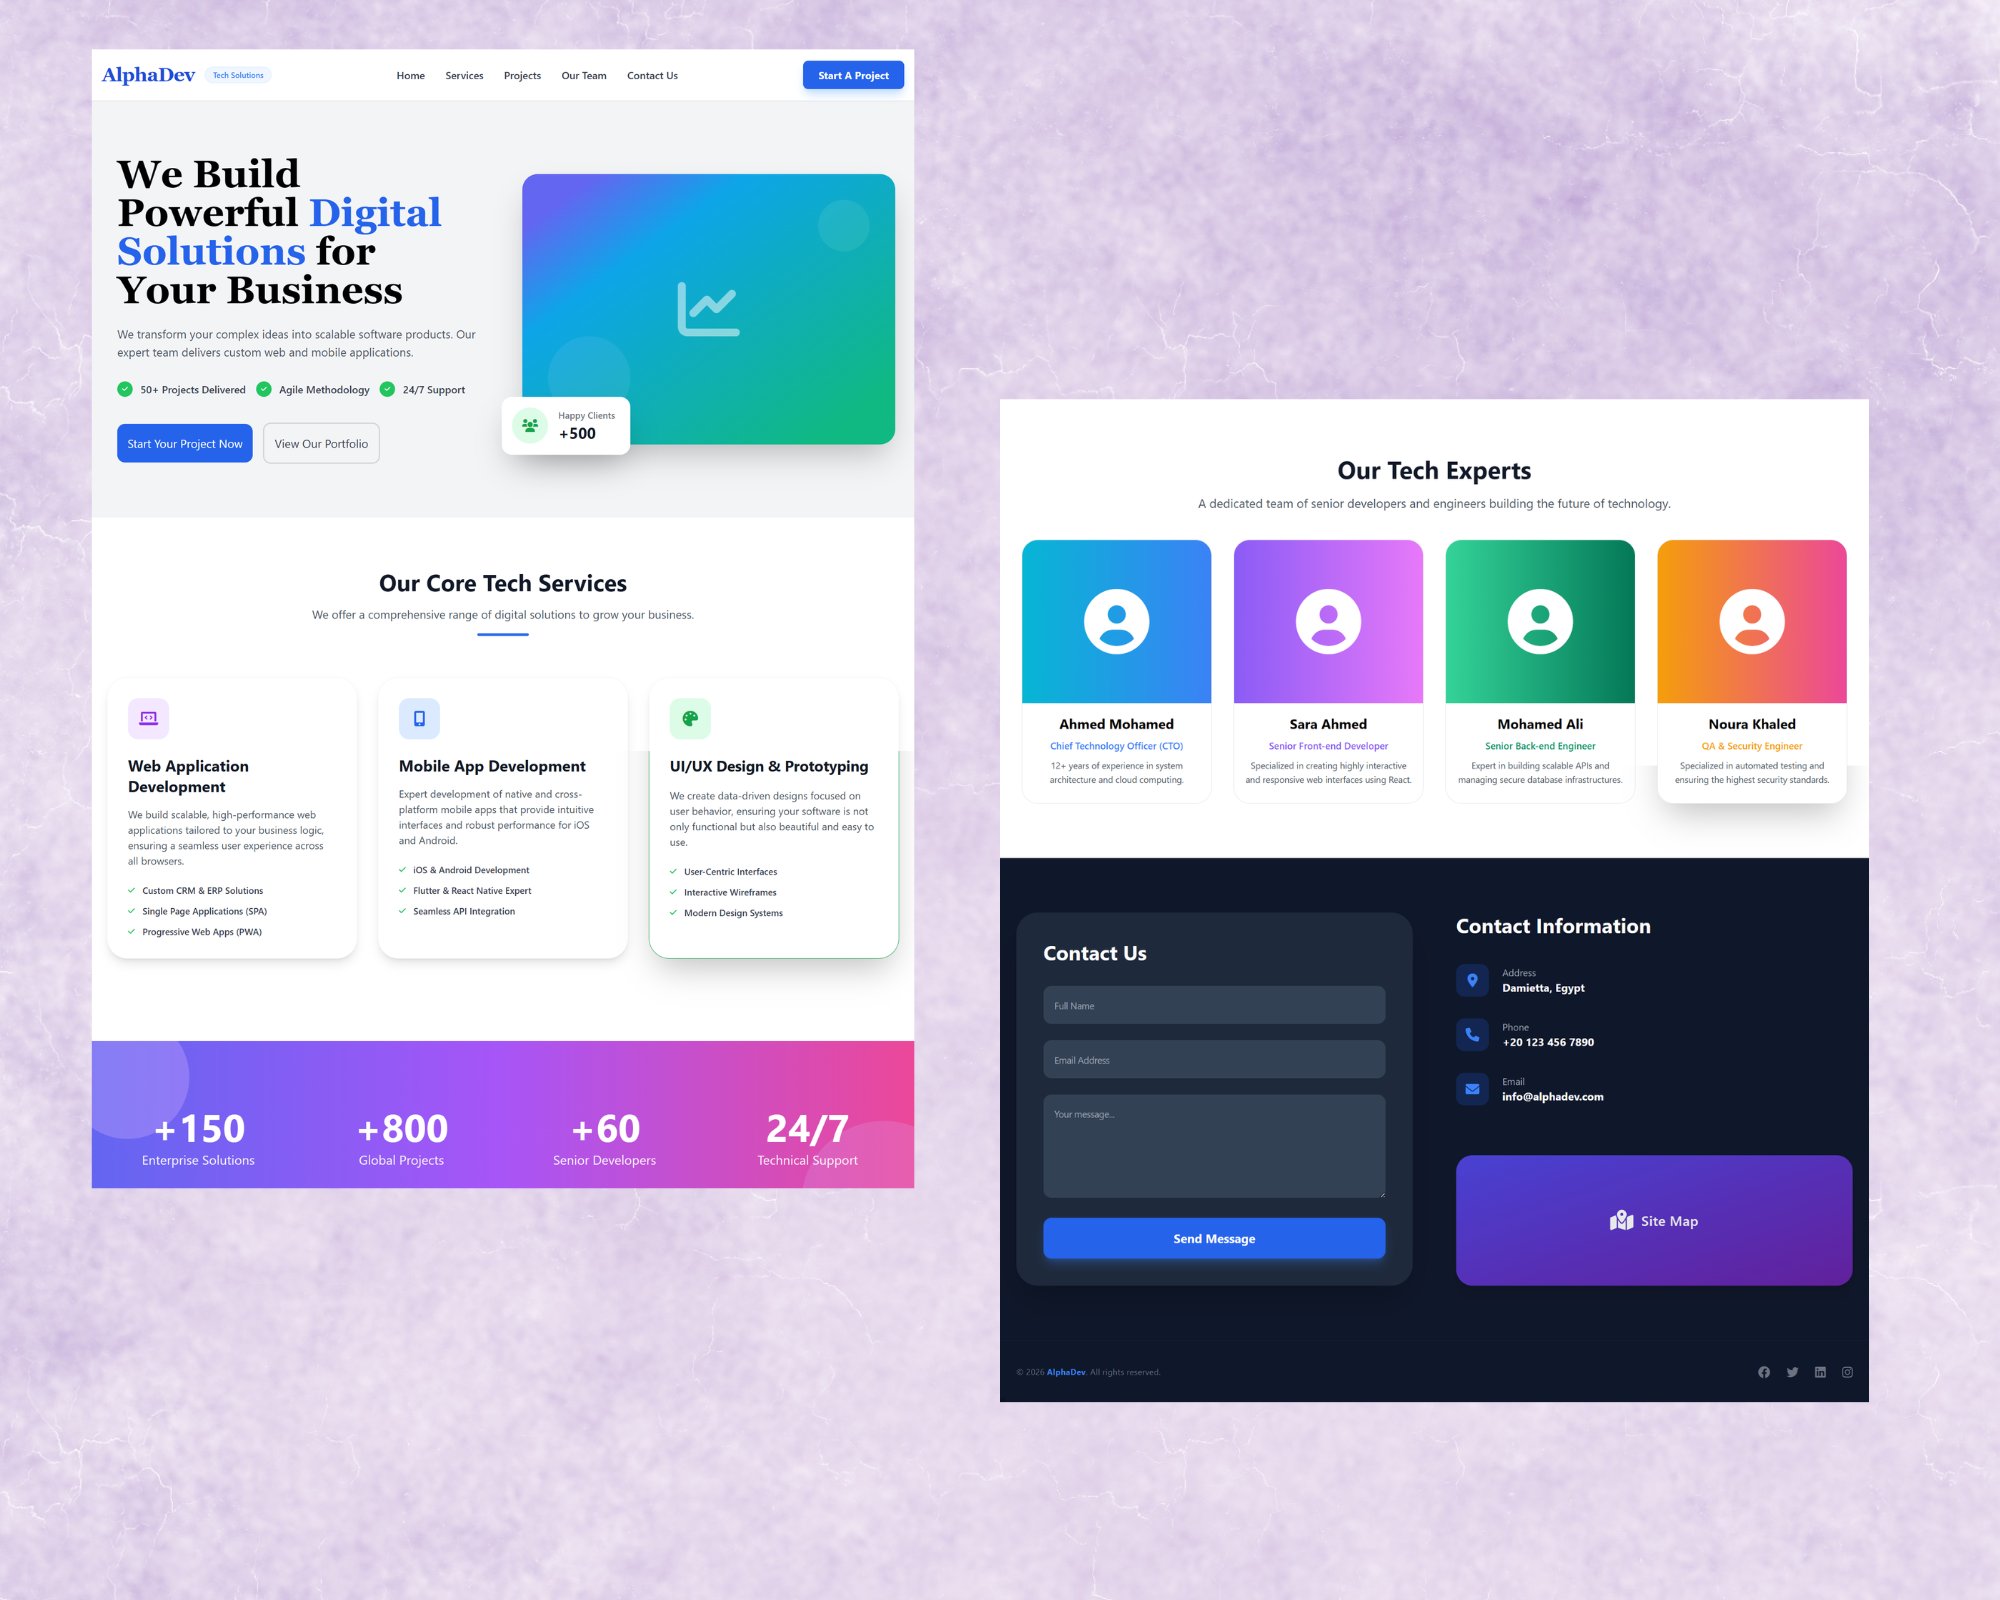 AlphaDev
Tech Solutions
Home
Services
Projects
Our Team
Contact Us
Start A Project
We Build
Powerful Digital
Solutions for
Your Business
We transform your complex ideas into scalable software products. Our
expert team delivers custom web and mobile applications.
50+ Projects Delivered
Agile Methodology
24/7 Support
Start Your Project Now
View Our Portfolio
Happy Clients
+500
Our Core Tech Services
We offer a comprehensive range of digital solutions to grow your business.
Web Application
Development
We build scalable, high-performance web
applications tailored to your business logic,
ensuring a seamless user experience across
all browsers.
Custom CRM & ERP Solutions
Single Page Applications (SPA)
Progressive Web Apps (PWA)
Mobile App Development
Expert development of native and cross-
platform mobile apps that provide intuitive
interfaces and robust performance for iOS
and Android.
iOS & Android Development
Flutter & React Native Expert
Seamless API Integration
UI/UX Design & Prototyping
We create data-driven designs focused on
user behavior, ensuring your software is not
only functional but also beautiful and easy to
use.
User-Centric Interfaces
Interactive Wireframes
Modern Design Systems
+150
Enterprise Solutions
+800
Global Projects
+60
Senior Developers
24/7
Technical Support
Our Tech Experts
A dedicated team of senior developers and engineers building the future of technology.
Ahmed Mohamed
Chief Technology Officer (CTO)
12+ years of experience in system
architecture and cloud computing.
Sara Ahmed
Senior Front-end Developer
Specialized in creating highly interactive
and responsive web interfaces using React.
Mohamed Ali
Senior Back-end Engineer
Expert in building scalable APIs and
managing secure database infrastructures.
Noura Khaled
QA & Security Engineer
Specialized in automated testing and
ensuring the highest security standards.
Contact Us
Full Name
Email Address
Your message...
Send Message
Contact Information
Address
Damietta, Egypt
Phone
+20 123 456 7890
Email
info@alphadev.com
Site Map
© 2026 AlphaDev. All rights reserved.